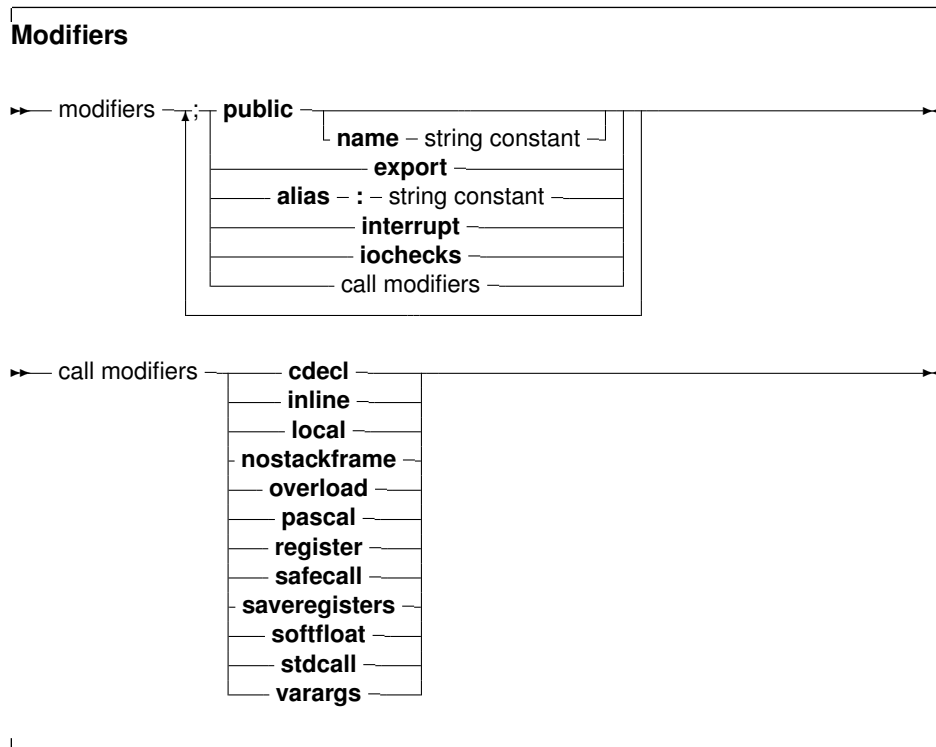 Modifiers
modifiers ; public
name string constant
export
alias : string constant
interrupt
iochecks
call modifiers
call modifiers cdecl
inline
local
nostackframe
overload
pascal
register
safecall
saveregisters
softfloat
stdcall
varargs